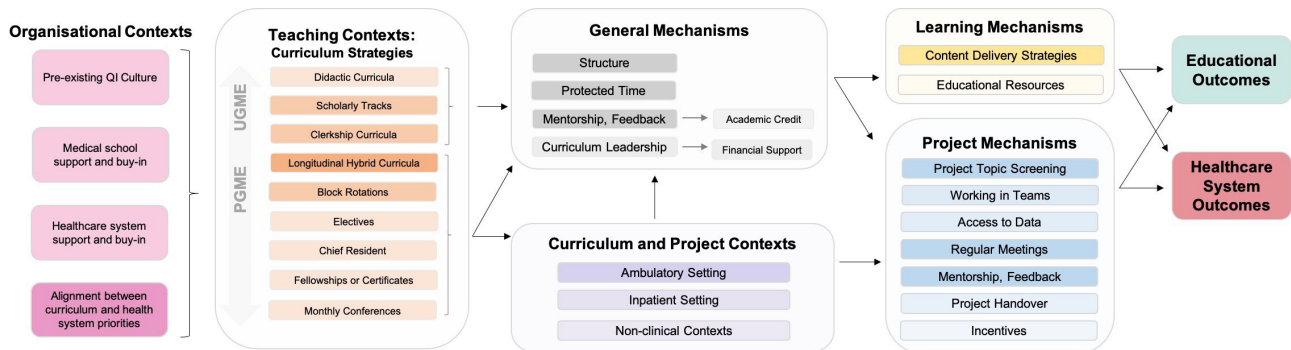 Organisational Contexts
Pre-existing QI Culture
Medical school
support and buy-in
Healthcare system
support and buy-in
Alignment between
curriculum and health
system priorities
Teaching Contexts:
Curriculum Strategies
UGME
PGME
Didactic Curricula
Scholarly Tracks
Clerkship Curricula
Longitudinal Hybrid Curricula
Block Rotations
Electives
Chief Resident
Fellowships or Certificates
Monthly Conferences
General Mechanisms
Structure
Protected Time
Mentorship, Feedback
Academic Credit
Curriculum Leadership
Financial Support
Curriculum and Project Contexts
Ambulatory Setting
Inpatient Setting
Non-clinical Contexts
Learning Mechanisms
Content Delivery Strategies
Educational Resources
Project Mechanisms
Project Topic Screening
Working in Teams
Access to Data
Regular Meetings
Mentorship, Feedback
Project Handover
Incentives
Educational
Outcomes
Healthcare
System
Outcomes